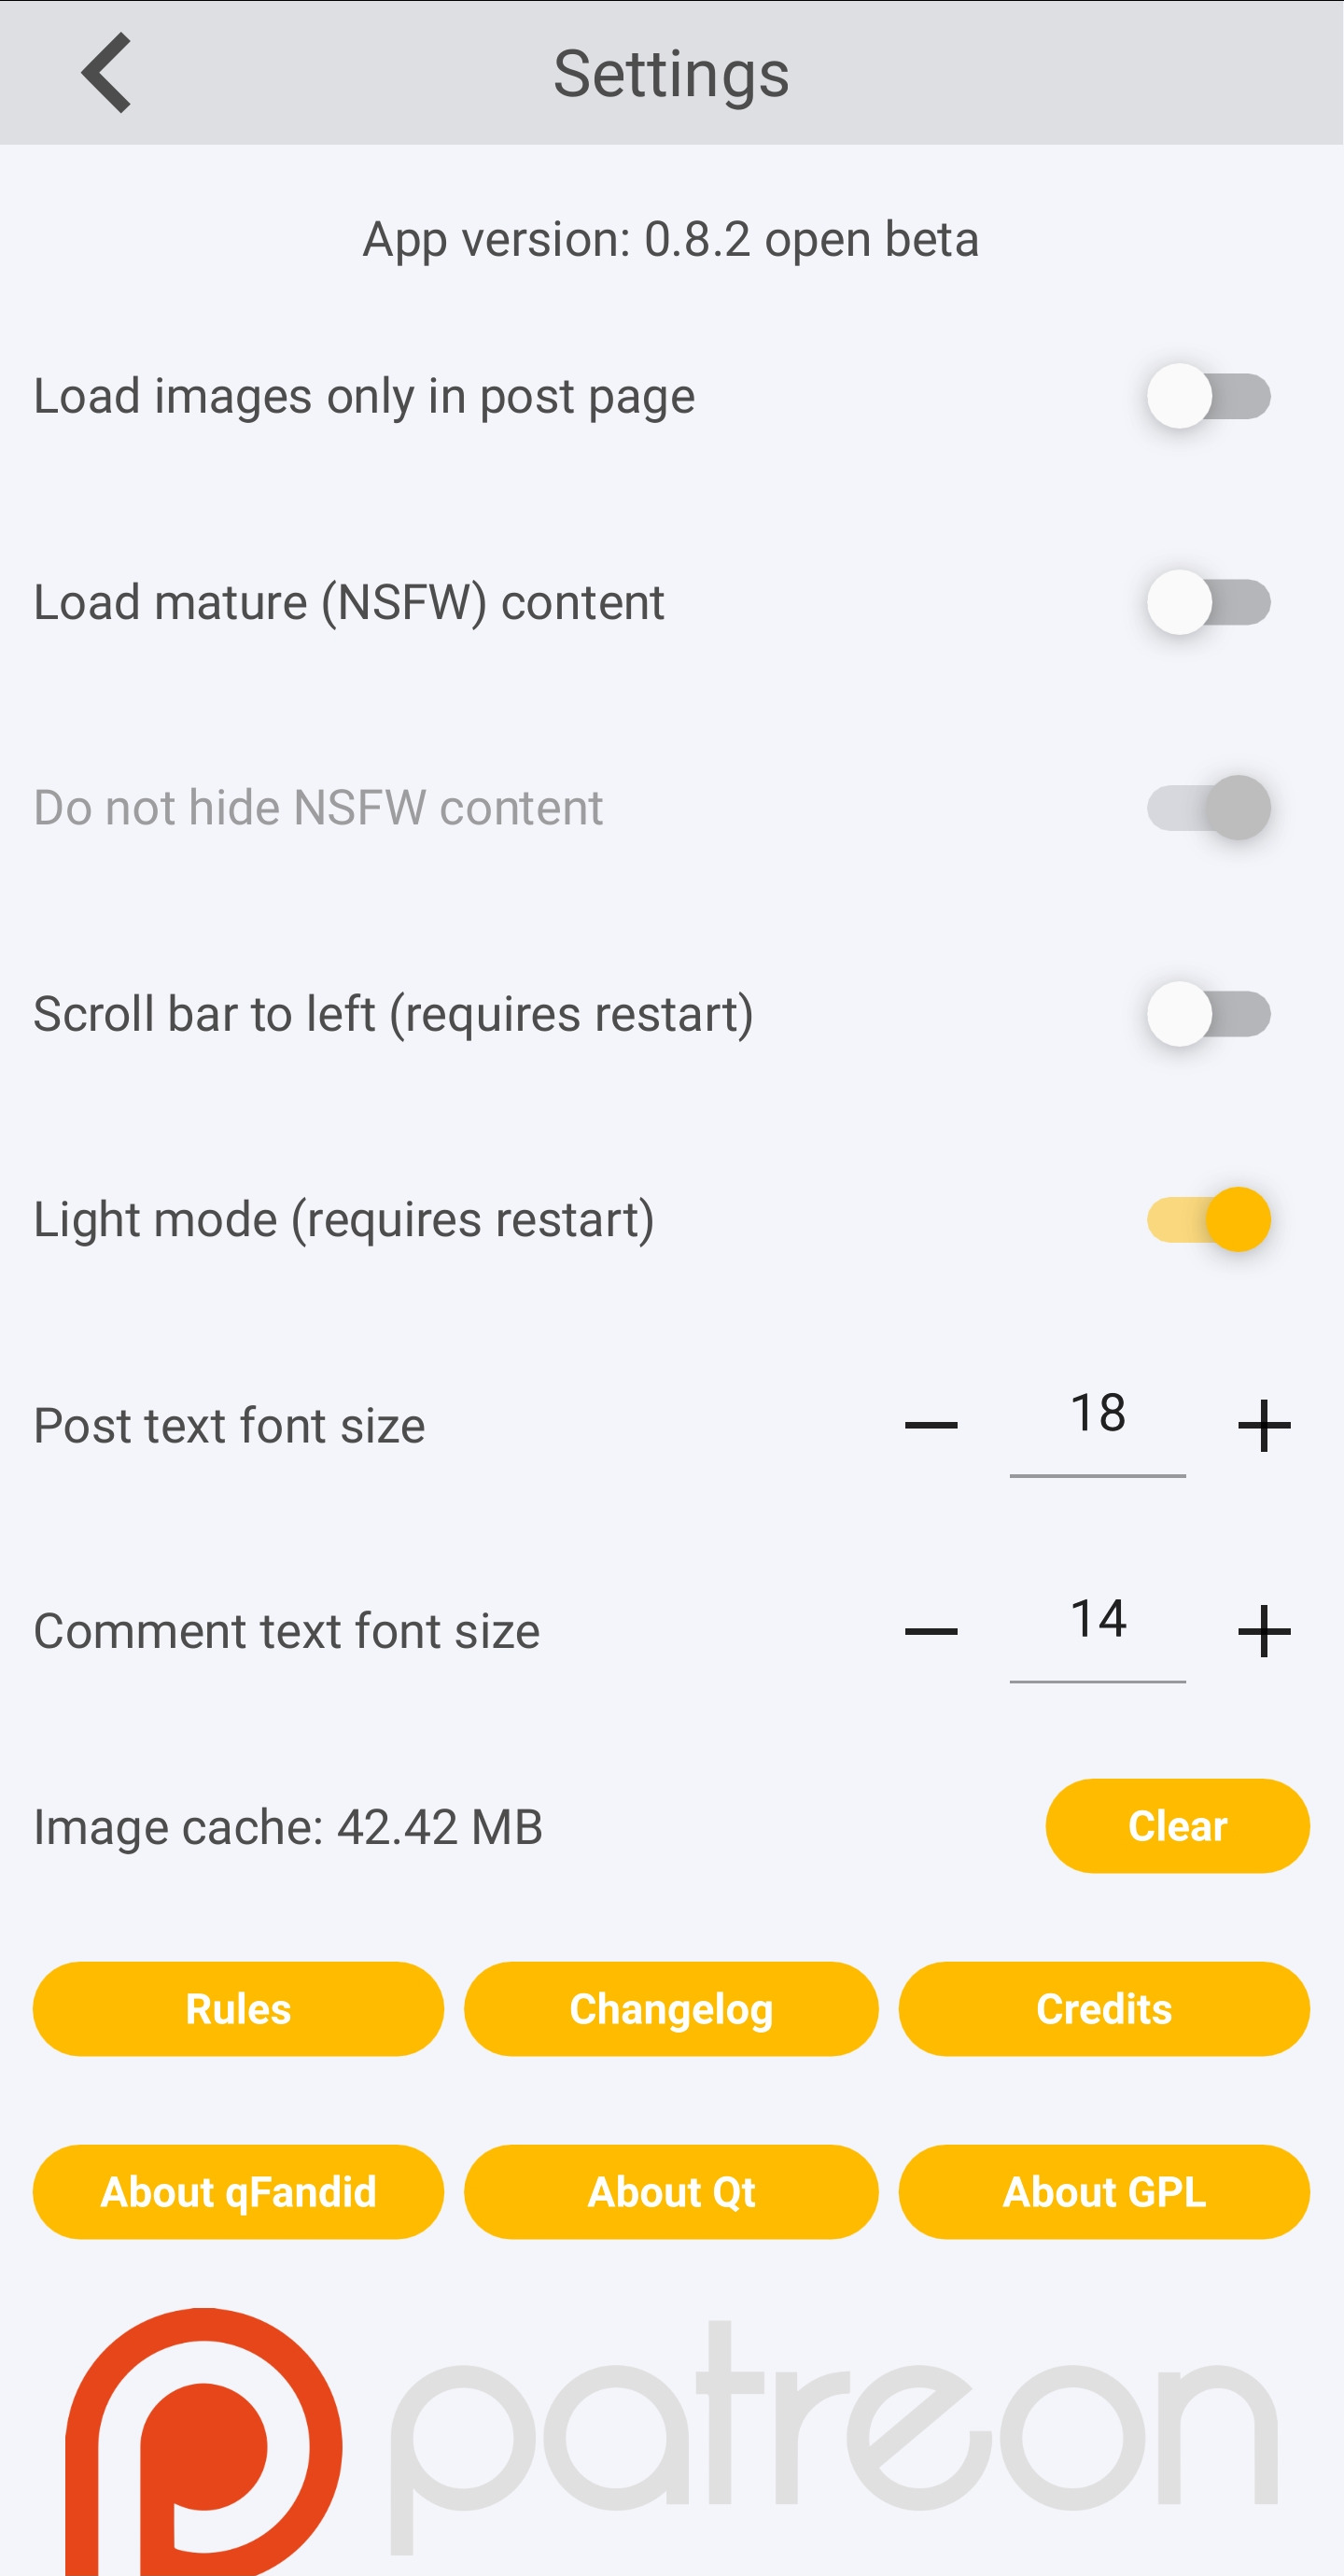 Settings
App version: 0.8.2 open beta
Load images only in post page
Load mature (NSFW) content
Do not hide NSFW content
Scroll bar to left (requires restart)
Light mode (requires restart)
Post text font size − 18 +
Comment text font size − 14 +
Image cache: 42.42 MB Clear
Rules Changelog Credits
About qFandid About Qt About GPL
patreon